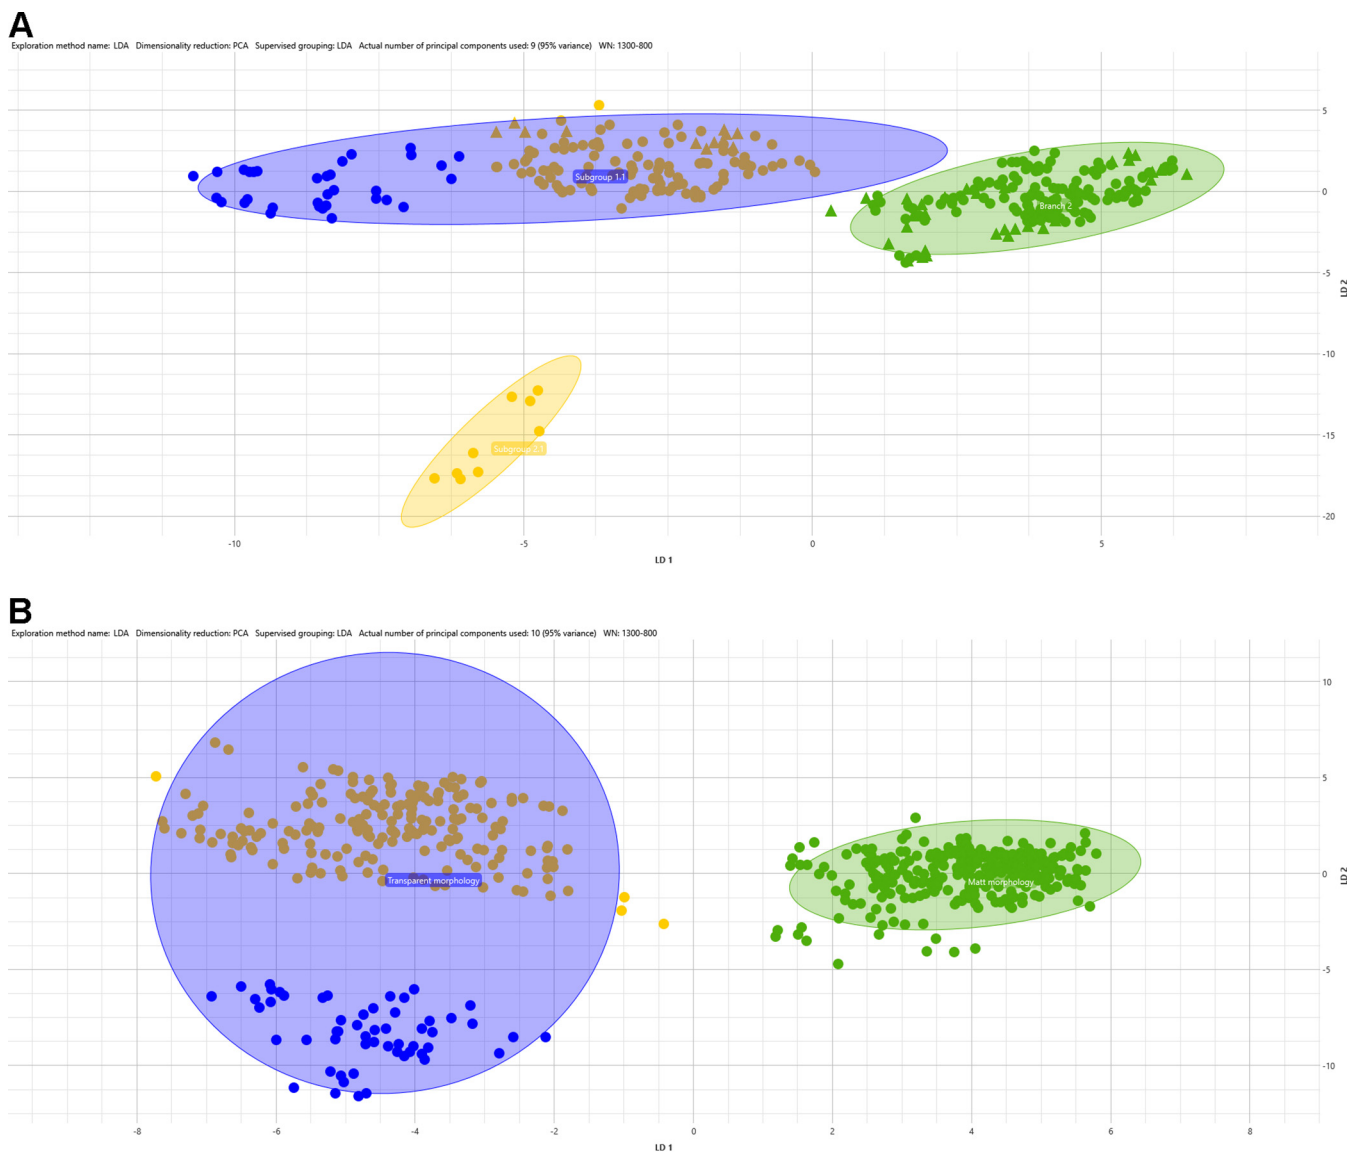 A
Exploration method name: LDA Dimensionality reduction: PCA Supervised grouping: LDA Actual number of principal components used: 9 (95% variance) WN: 1300-800
5
Subgroup 1.1
0
Branch 2
-5
LD 2
-10
-15
Subgroup 2.1
-20
-10 -5 0 5
LD 1
B
Exploration method name: LDA Dimensionality reduction: PCA Supervised grouping: LDA Actual number of principal components used: 10 (95% variance) WN: 1300-800
10
5
0
LD 2
Transparent morphology
Matt morphology
-5
-10
-8 -6 -4 -2 0 2 4 6 8
LD 1